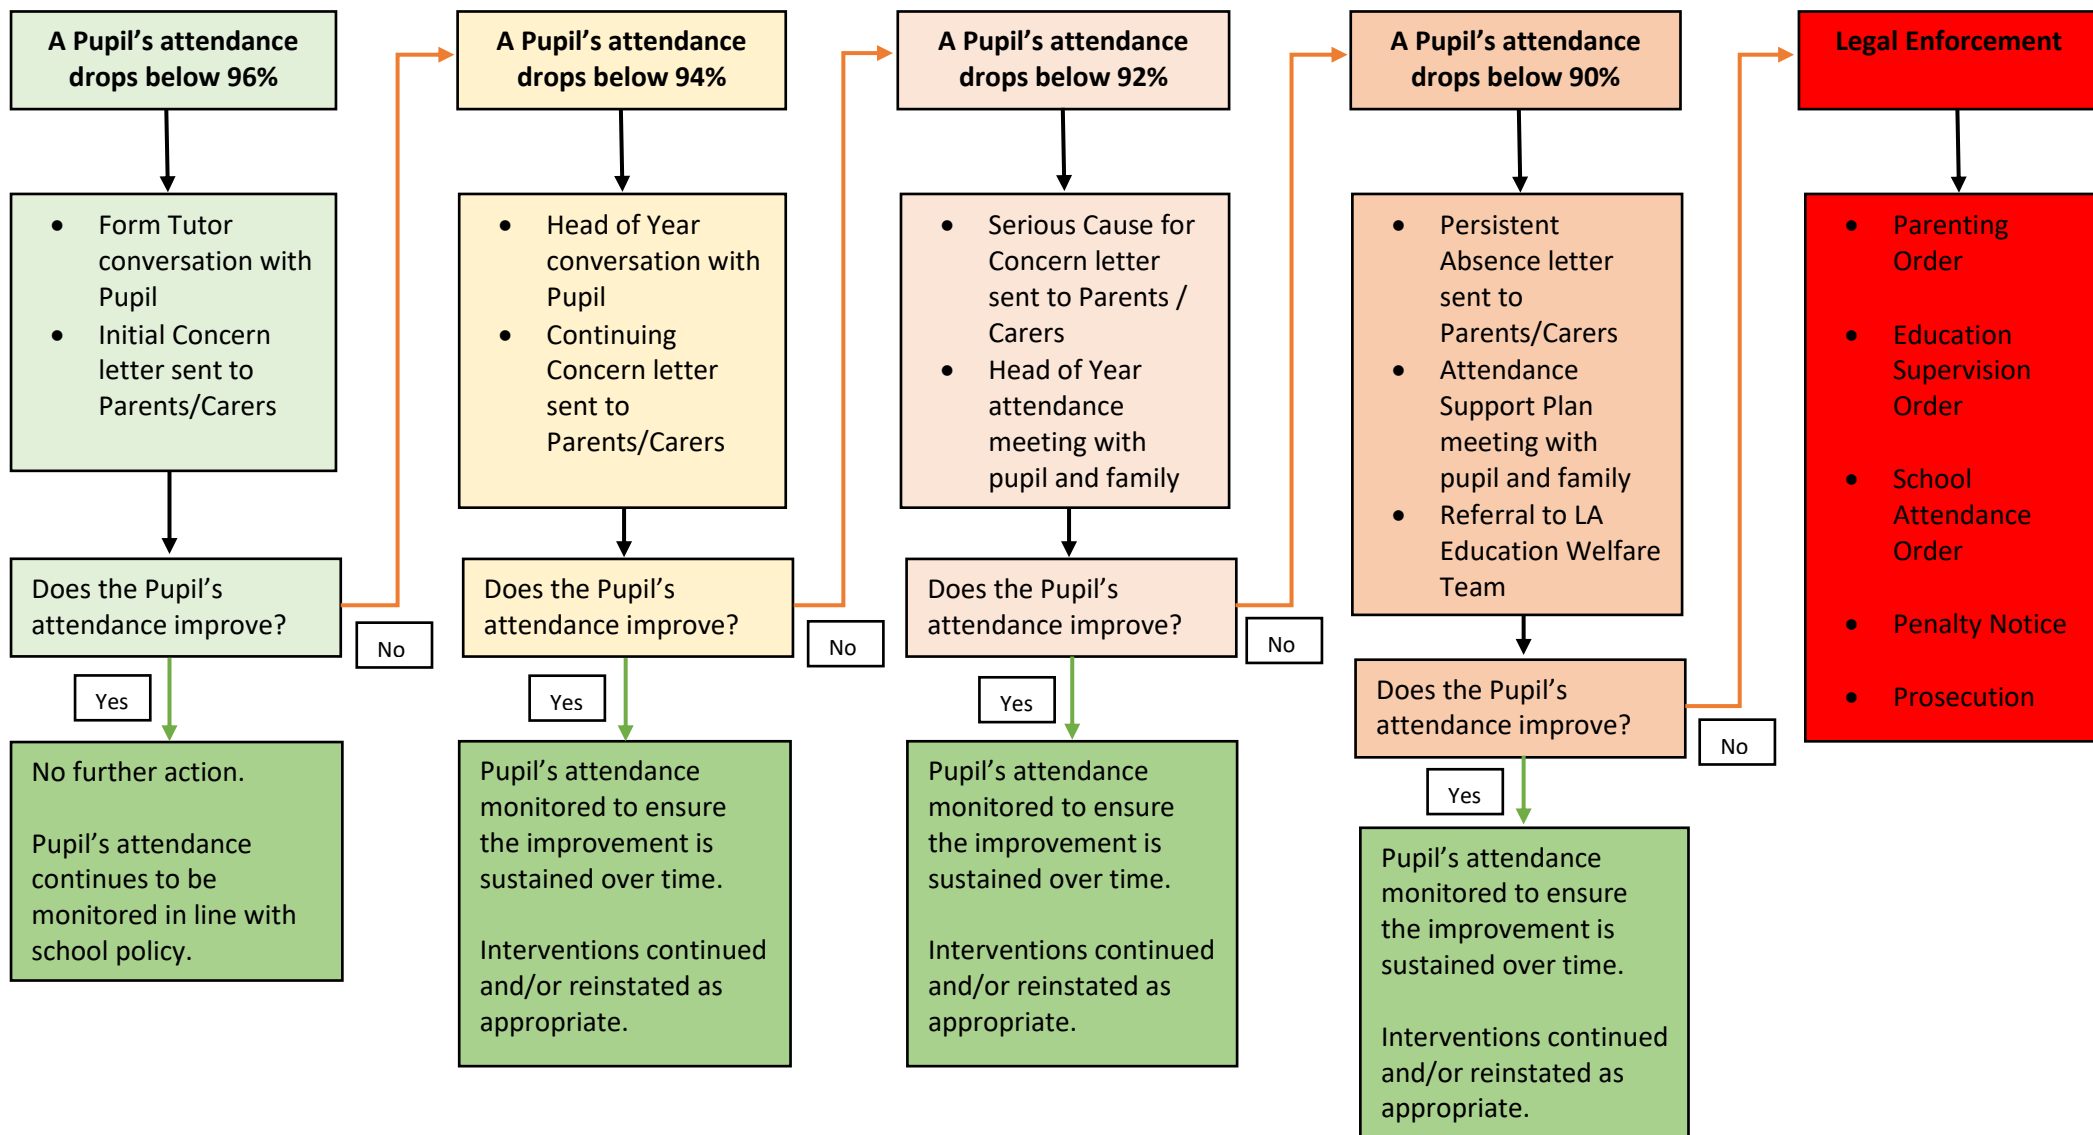 A Pupil’s attendance
drops below 96%
• Form Tutor
conversation with
Pupil
• Initial Concern
letter sent to
Parents/Carers
Does the Pupil’s
attendance improve?
No
Yes
No further action.
Pupil’s attendance
continues to be
monitored in line with
school policy.
A Pupil’s attendance
drops below 94%
• Head of Year
conversation with
Pupil
• Continuing
Concern letter
sent to
Parents/Carers
Does the Pupil’s
attendance improve?
No
Yes
Pupil’s attendance
monitored to ensure
the improvement is
sustained over time.
Interventions continued
and/or reinstated as
appropriate.
A Pupil’s attendance
drops below 92%
• Serious Cause for
Concern letter
sent to Parents /
Carers
• Head of Year
attendance
meeting with
pupil and family
Does the Pupil’s
attendance improve?
No
Yes
Pupil’s attendance
monitored to ensure
the improvement is
sustained over time.
Interventions continued
and/or reinstated as
appropriate.
A Pupil’s attendance
drops below 90%
• Persistent
Absence letter
sent to
Parents/Carers
• Attendance
Support Plan
meeting with
pupil and family
• Referral to LA
Education Welfare
Team
Does the Pupil’s
attendance improve?
No
Yes
Pupil’s attendance
monitored to ensure
the improvement is
sustained over time.
Interventions continued
and/or reinstated as
appropriate.
Legal Enforcement
• Parenting
Order
• Education
Supervision
Order
• School
Attendance
Order
• Penalty Notice
• Prosecution